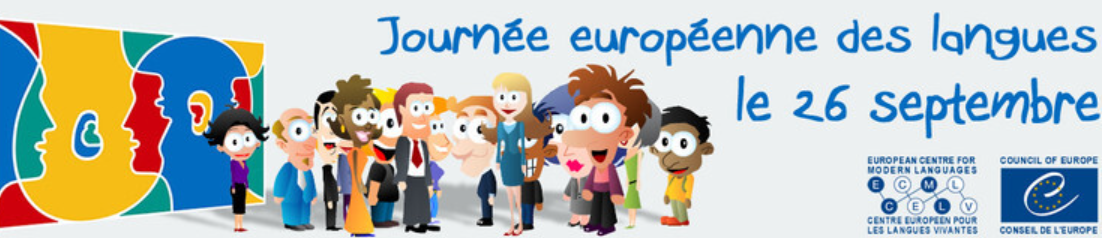 Journée européenne des langues
le 26 septembre
EUROPEAN CENTRE FOR
MODERN LANGUAGES
E C M L
C E L V
CENTRE EUROPEEN POUR
LES LANGUES VIVANTES
COUNCIL OF EUROPE
CONSEIL DE L'EUROPE